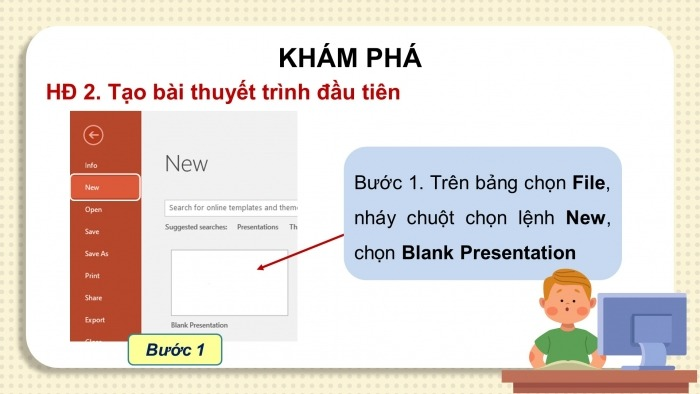 KHÁM PHÁ
HĐ 2. Tạo bài thuyết trình đầu tiên
Info
New
Open
Save
Save As
Print
Share
Export
New
Search for online templates and
Suggested searches: Presentations
Blank Presentation
Bước 1
Bước 1. Trên bảng chọn File,
nháy chuột chọn lệnh New,
chọn Blank Presentation